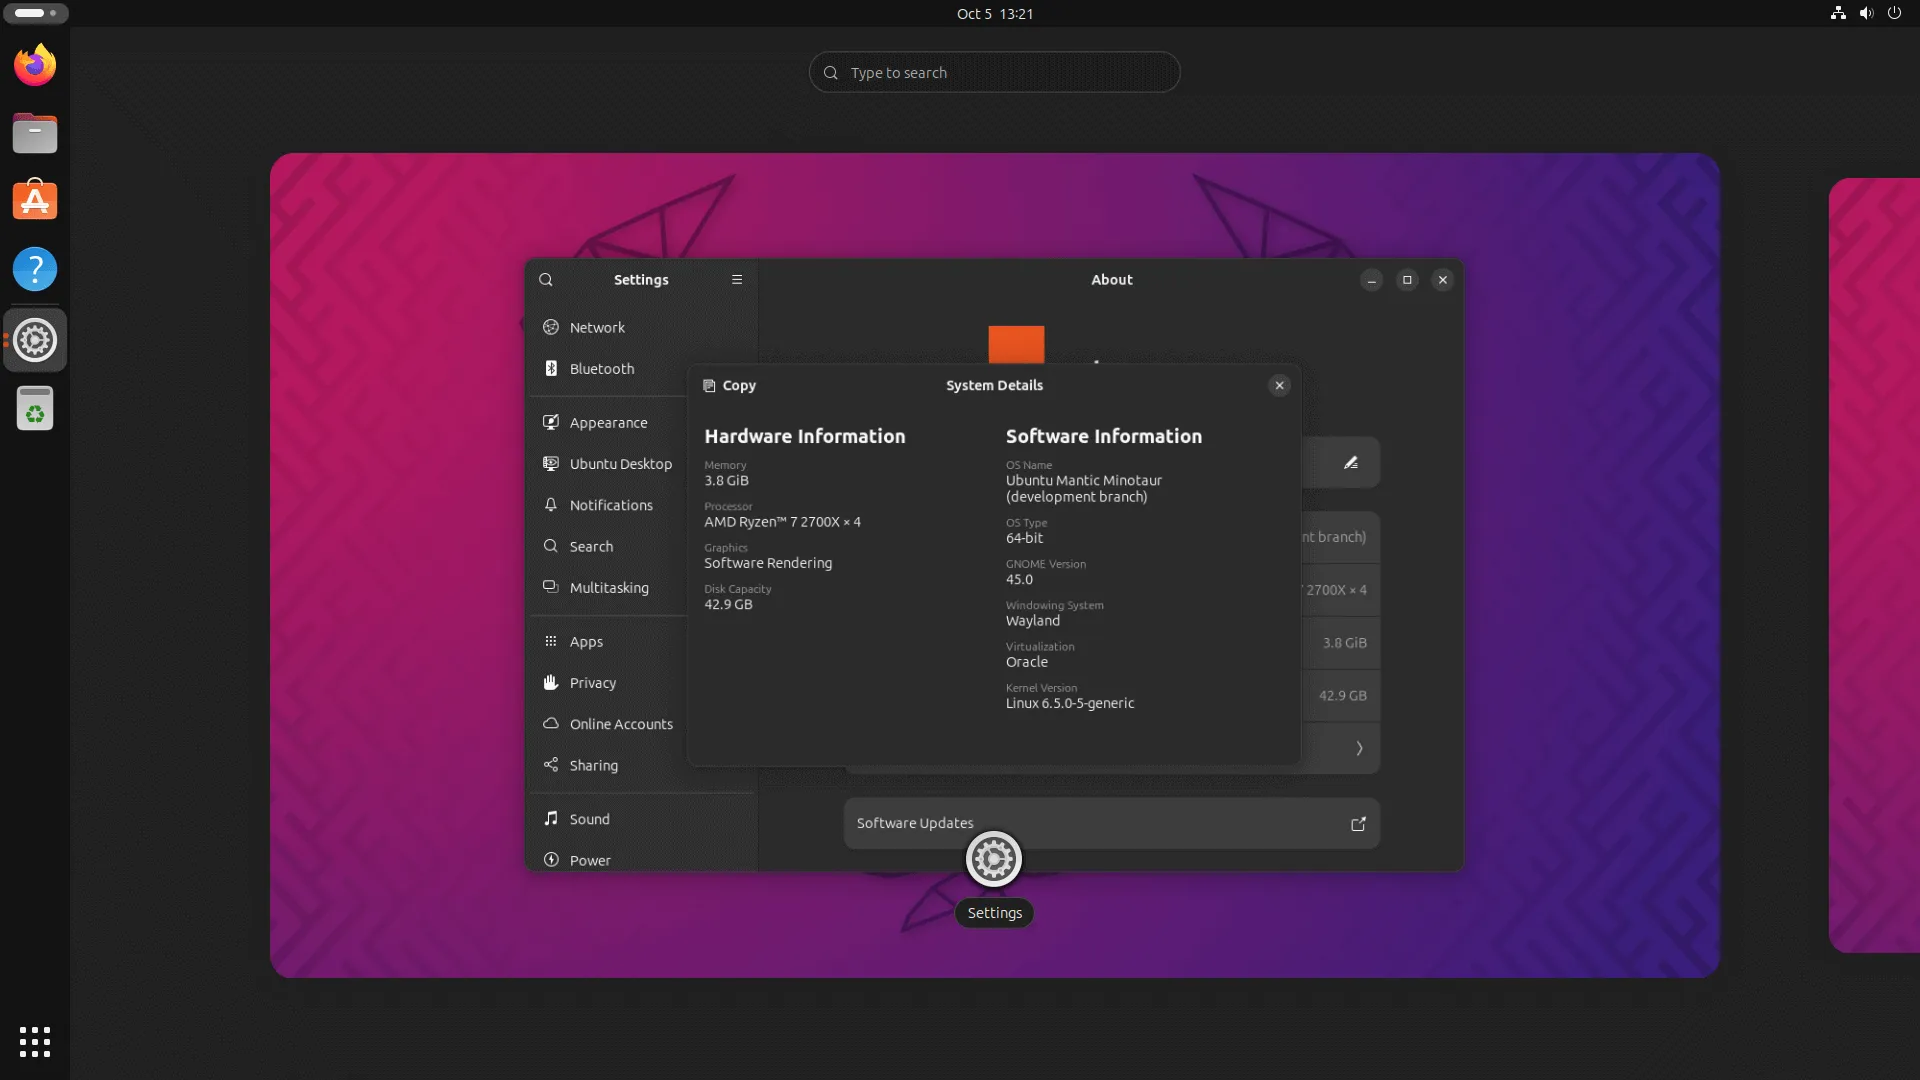 Oct 5 13:21
Type to search
Settings
About
Network
Bluetooth
Appearance
Ubuntu Desktop
Notifications
Search
Multitasking
Apps
Privacy
Online Accounts
Sharing
Sound
Power
Copy
System Details
Hardware Information
Memory
3.8 GiB
Processor
AMD Ryzen™ 7 2700X × 4
Graphics
Software Rendering
Disk Capacity
42.9 GB
Software Information
OS Name
Ubuntu Mantic Minotaur
(development branch)
OS Type
64-bit
GNOME Version
45.0
Windowing System
Wayland
Virtualization
Oracle
Kernel Version
Linux 6.5.0-5-generic
nt branch)
2700X × 4
3.8 GiB
42.9 GB
Software Updates
Settings